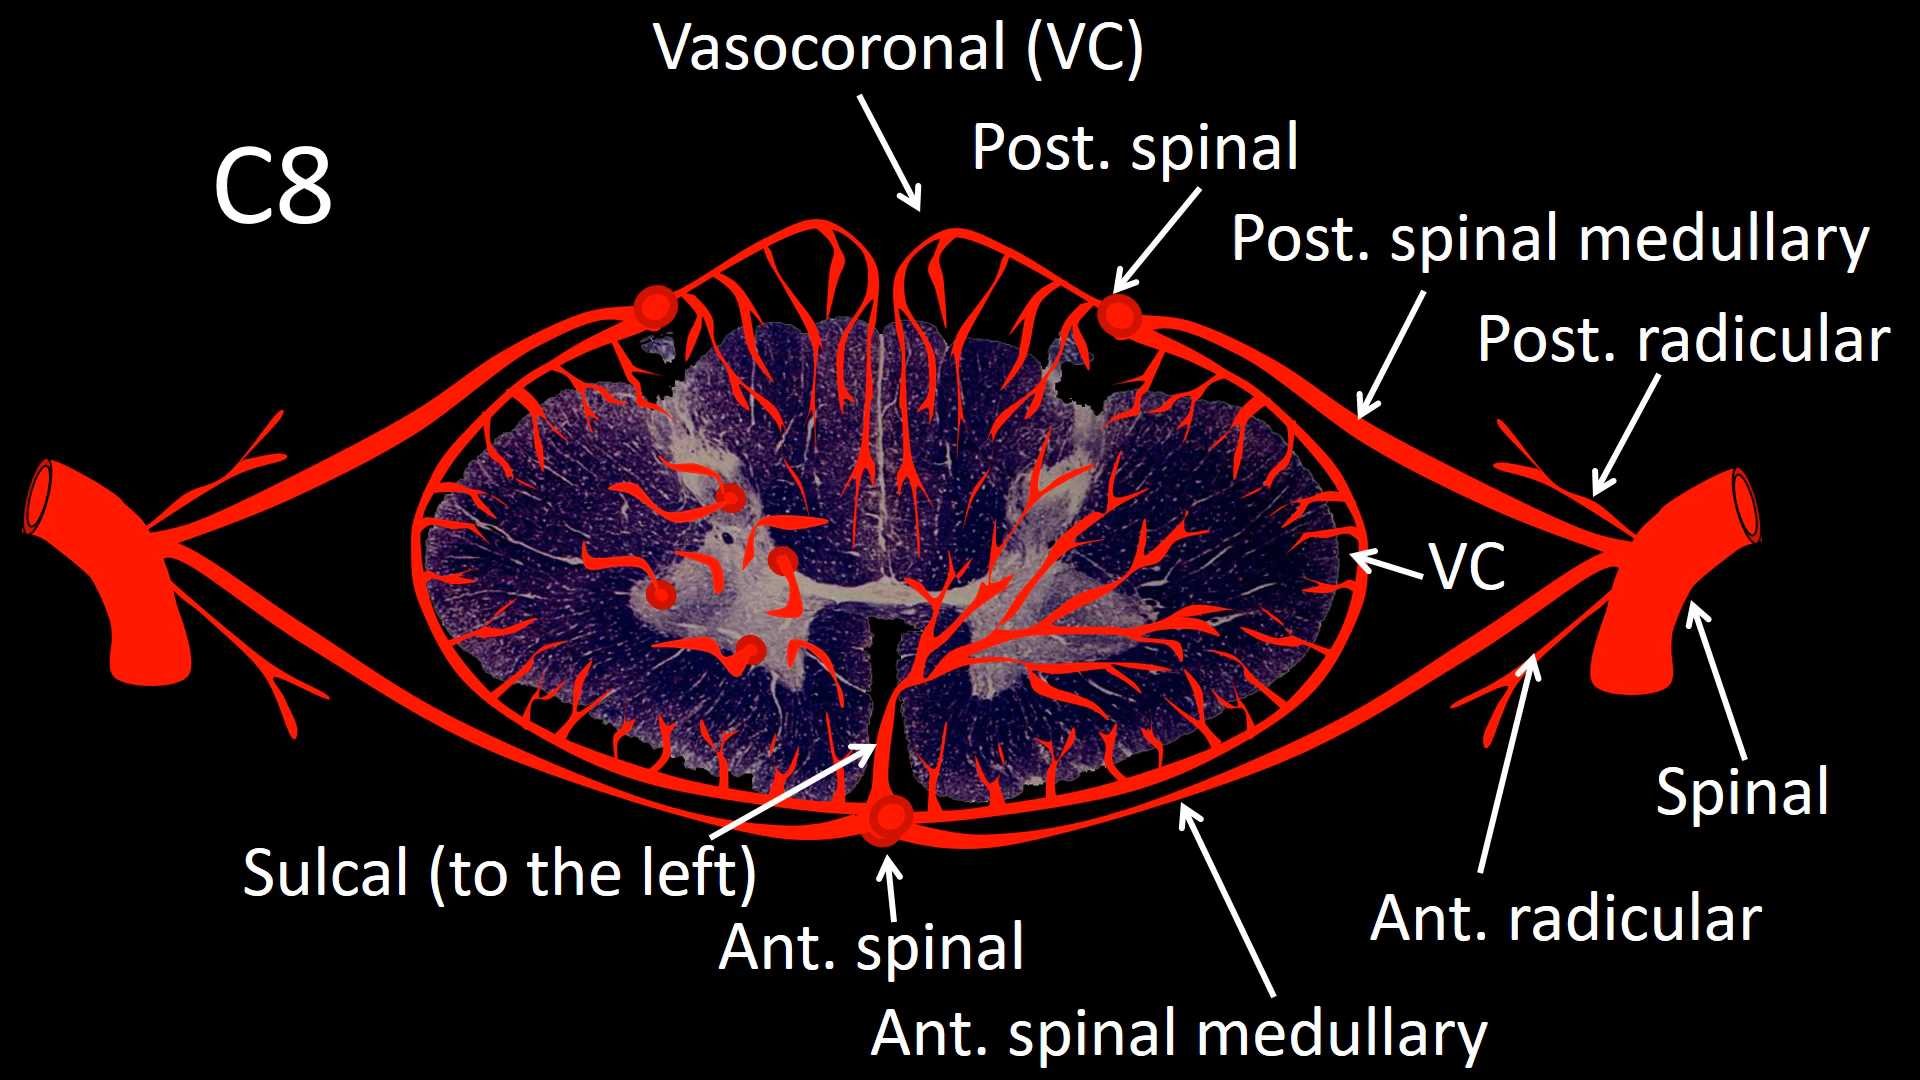 Vasocoronal (VC)
Post. spinal
C8
Post. spinal medullary
Post. radicular
VC
Spinal
Sulcal (to the left)
Ant. radicular
Ant. spinal
Ant. spinal medullary